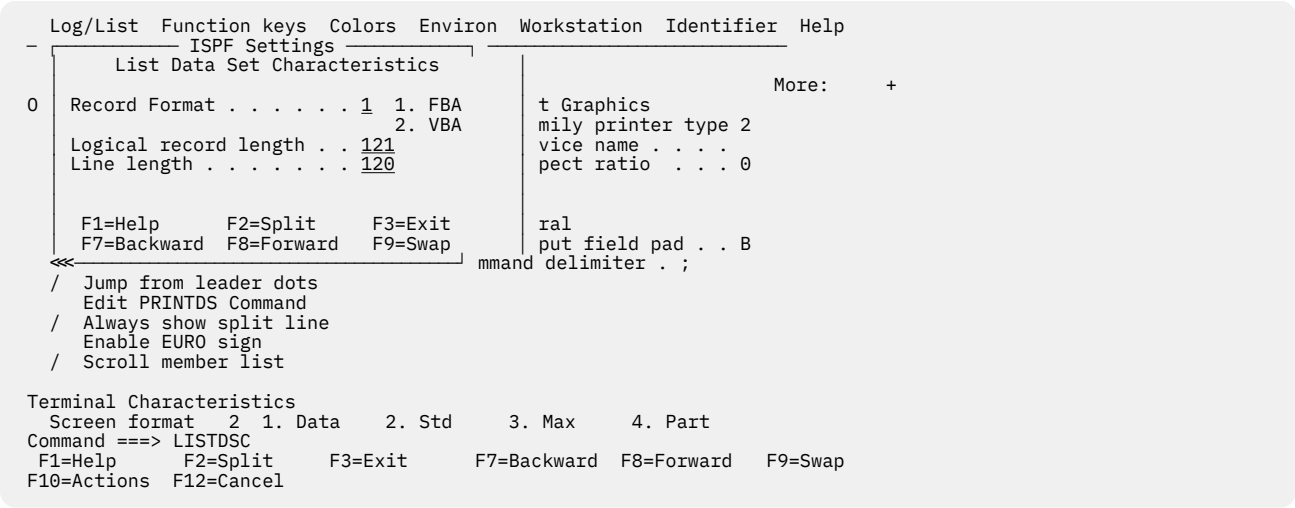 Log/List  Function keys  Colors  Environ  Workstation  Identifier  Help
ISPF Settings
List Data Set Characteristics
More:     +
O  Record Format . . . . . . 1  1. FBA  t Graphics
2. VBA  mily printer type 2
Logical record length . . 121  vice name . . . .
Line length . . . . . . . 120  pect ratio  . . . 0
F1=Help      F2=Split     F3=Exit  ral
F7=Backward  F8=Forward   F9=Swap  put field pad . . B
<<<  mmand delimiter . ;
/  Jump from leader dots
Edit PRINTDS Command
/  Always show split line
Enable EURO sign
/  Scroll member list
Terminal Characteristics
Screen format   2  1. Data    2. Std     3. Max     4. Part
Command ===> LISTDSC
F1=Help      F2=Split     F3=Exit      F7=Backward  F8=Forward   F9=Swap
F10=Actions  F12=Cancel